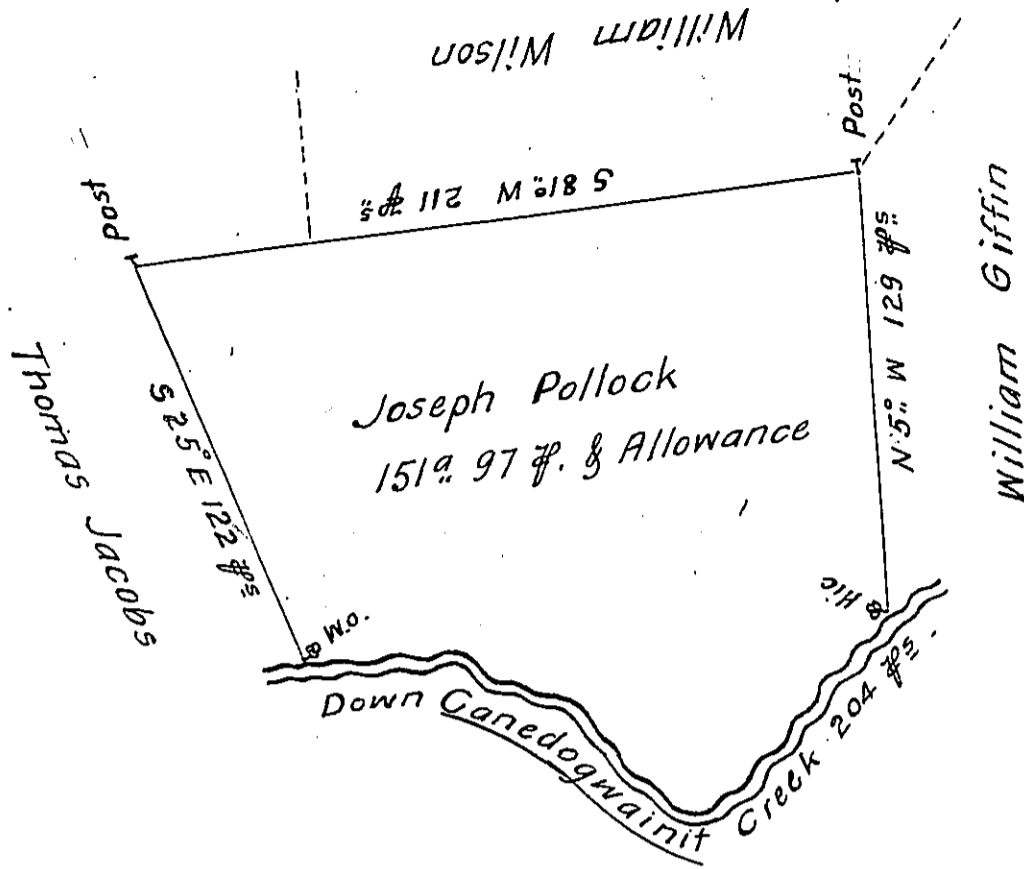 William Wilson
Post
Post
S 81° W 211 ps
William Giffin
N 5° W 129 ps
Thomas Jacobs
S 25° E 122 ps
Joseph Pollock
151a 97 p. & Allowance
Hic
W.O.
Down Canedogwainit Creek 204 ps.